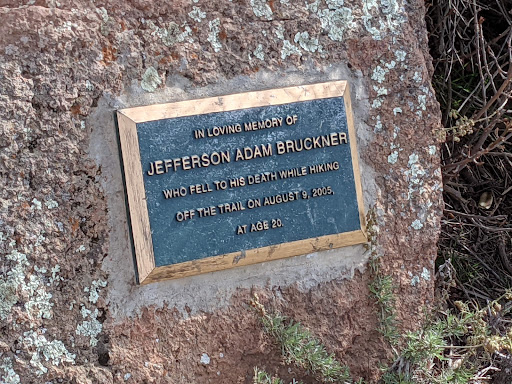 IN LOVING MEMORY OF
JEFFERSON ADAM BRUCKNER
WHO FELL TO HIS DEATH WHILE HIKING
OFF THE TRAIL ON AUGUST 9, 2005,
AT AGE 20.